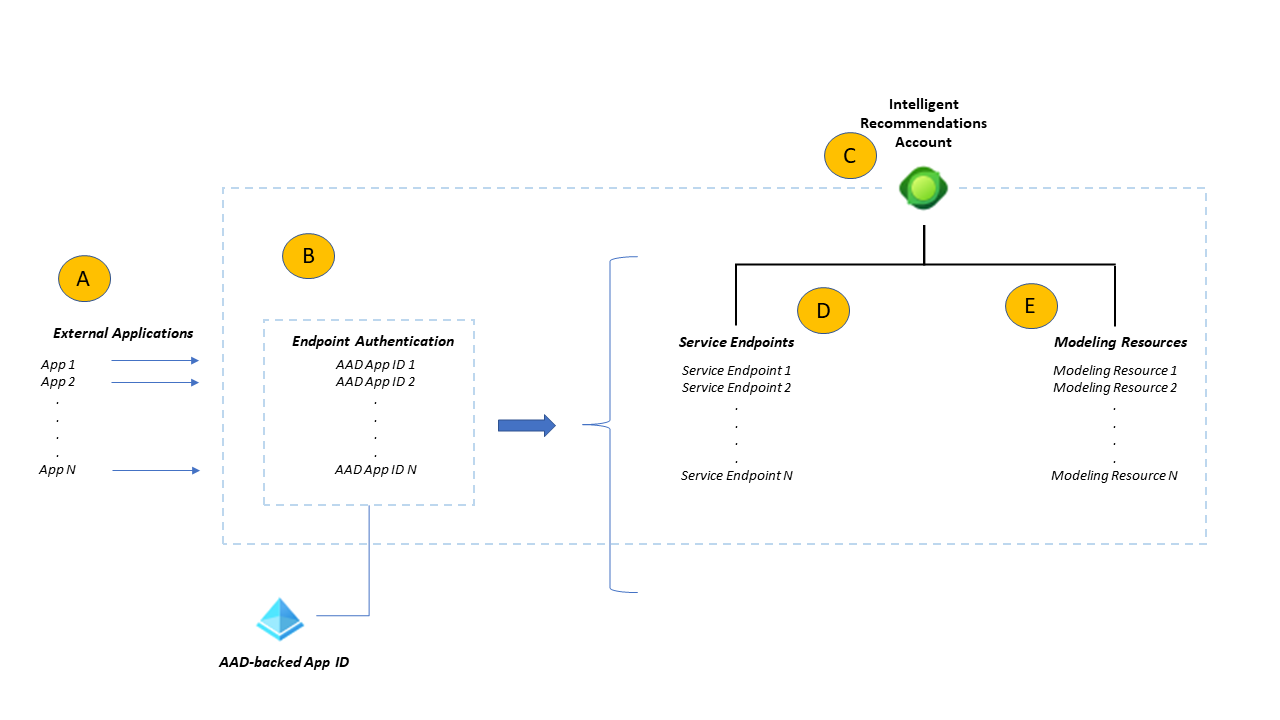 Intelligent
Recommendations
Account
C
B
A
D
E
External Applications
App 1
App 2
.
.
.
.
App N
Endpoint Authentication
AAD App ID 1
AAD App ID 2
.
.
.
.
AAD App ID N
Service Endpoints
Service Endpoint 1
Service Endpoint 2
.
.
.
.
Service Endpoint N
Modeling Resources
Modeling Resource 1
Modeling Resource 2
.
.
.
.
Modeling Resource N
AAD-backed App ID